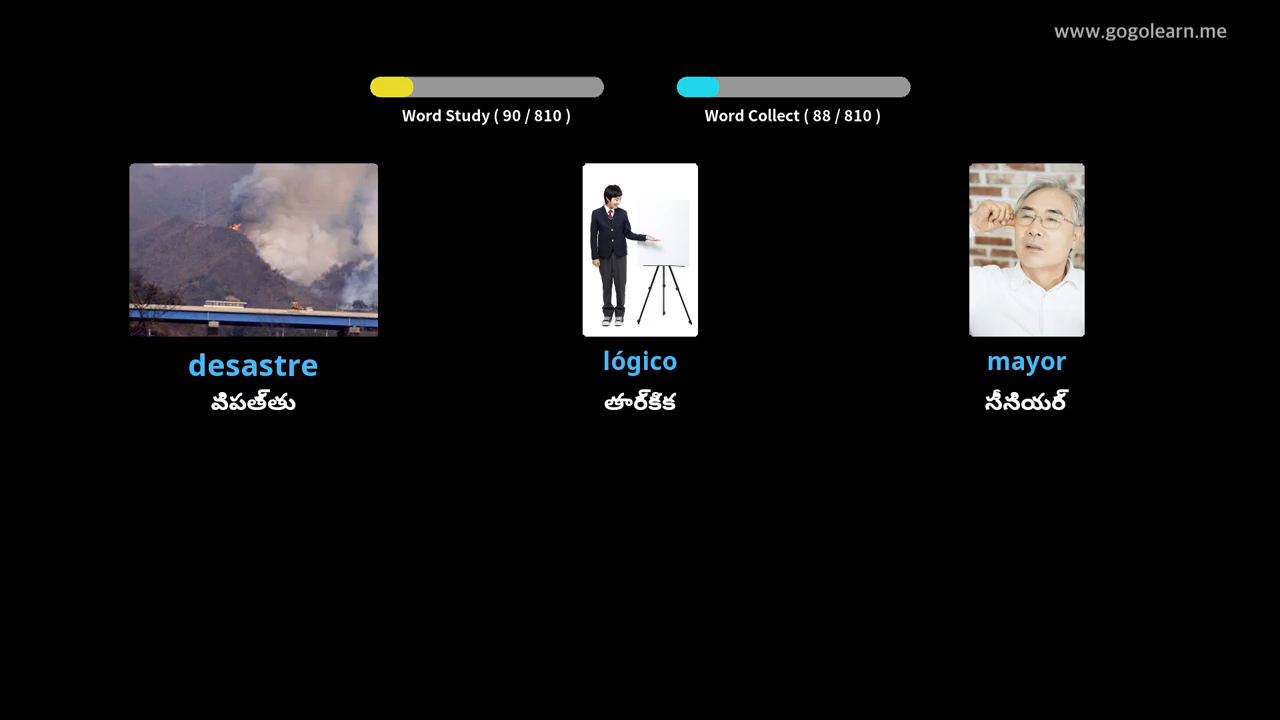 www.gogolearn.me
Word Study ( 90 / 810 )
Word Collect ( 88 / 810 )
desastre
lógico
mayor
విపత్తు
తార్కిక
సీనియర్